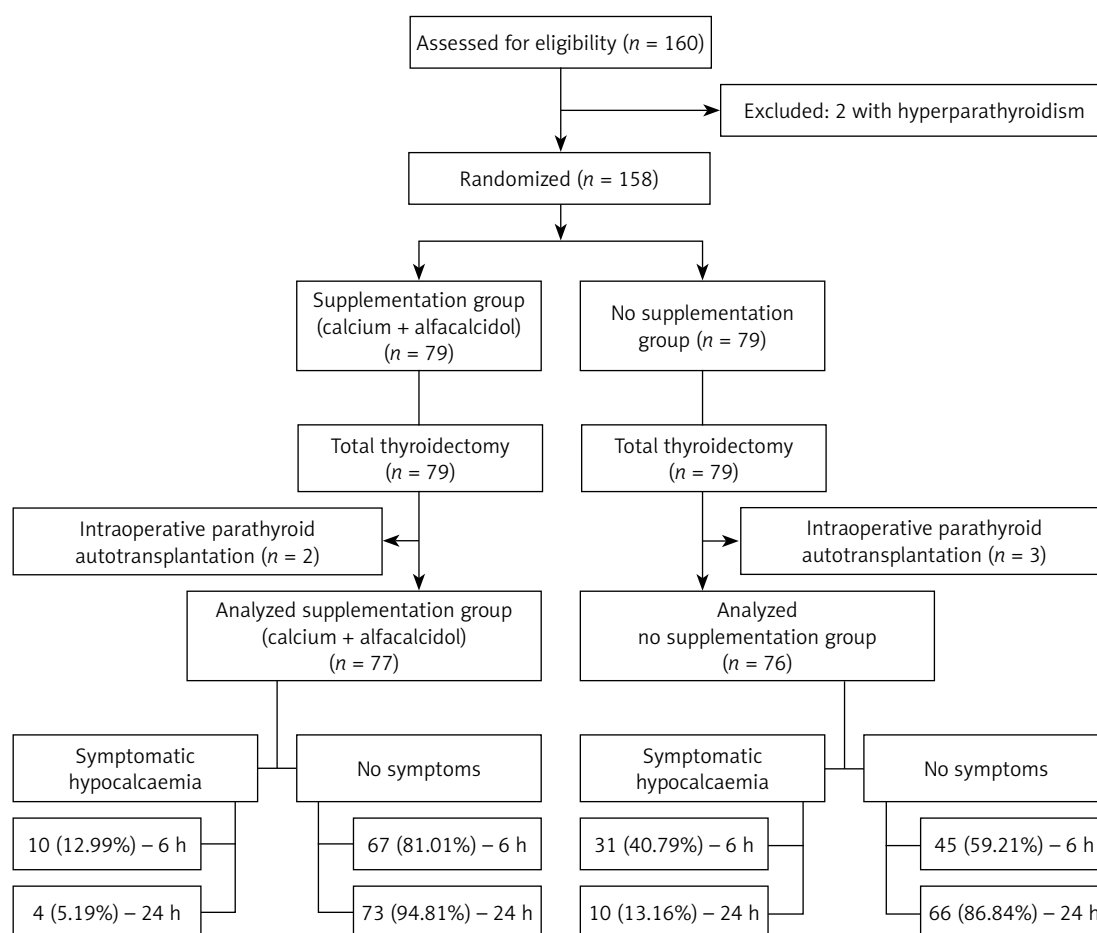 Assessed for eligibility (n = 160)
Excluded: 2 with hyperparathyroidism
Randomized (n = 158)
Supplementation group
(calcium + alfacalcidol)
(n = 79)
No supplementation
group (n = 79)
Total thyroidectomy
(n = 79)
Total thyroidectomy
(n = 79)
Intraoperative parathyroid
autotransplantation (n = 2)
Intraoperative parathyroid
autotransplantation (n = 3)
Analyzed supplementation group
(calcium + alfacalcidol)
(n = 77)
Analyzed
no supplementation group
(n = 76)
Symptomatic
hypocalcaemia
No symptoms
Symptomatic
hypocalcaemia
No symptoms
10 (12.99%) – 6 h
67 (81.01%) – 6 h
31 (40.79%) – 6 h
45 (59.21%) – 6 h
4 (5.19%) – 24 h
73 (94.81%) – 24 h
10 (13.16%) – 24 h
66 (86.84%) – 24 h